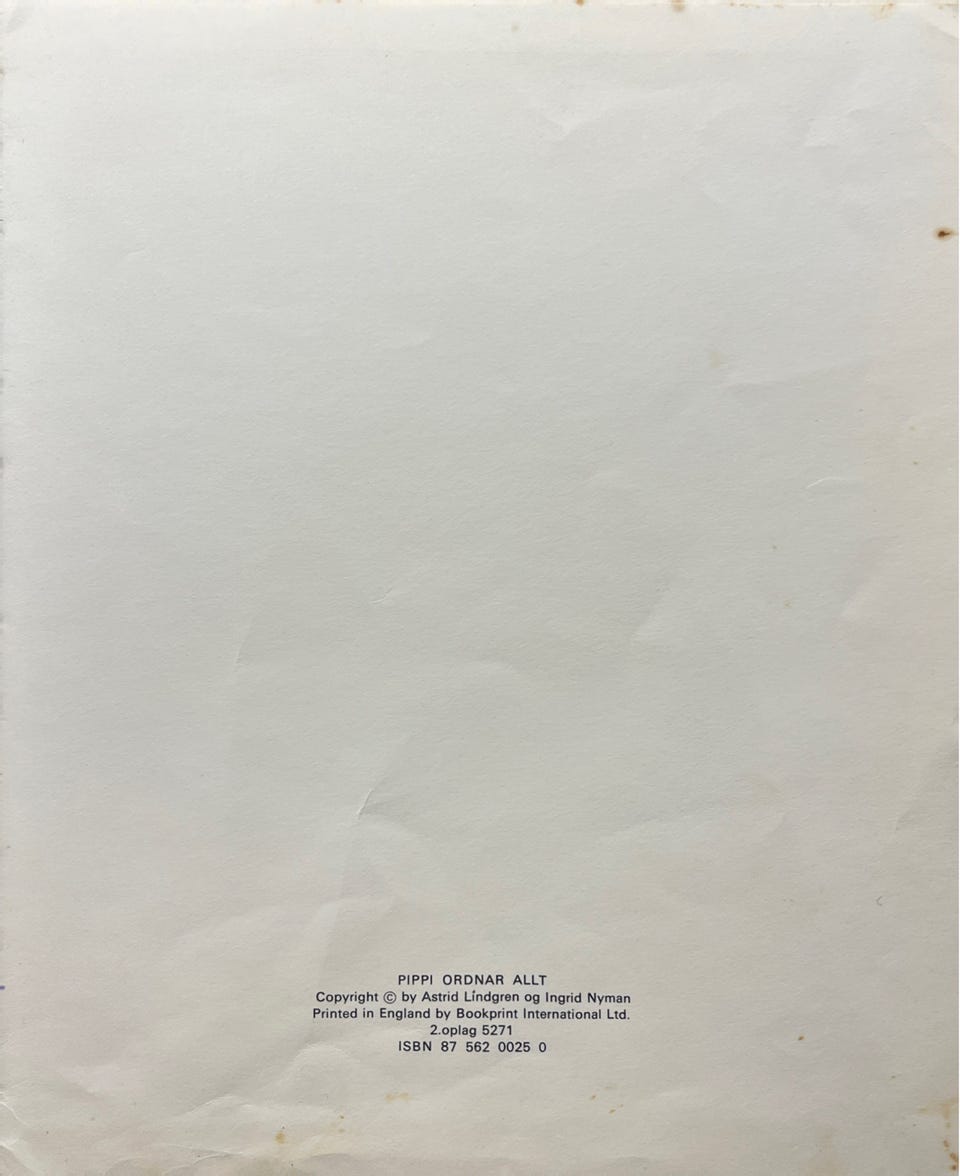 PIPPI ORDNAR ALLT
Copyright © by Astrid Lindgren og Ingrid Nyman
Printed in England by Bookprint International Ltd.
2.oplag 5271
ISBN 87 562 0025 0